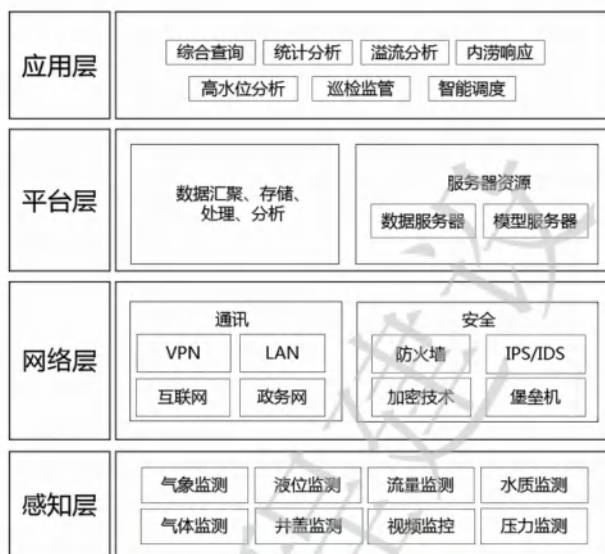 应用层
综合查询 统计分析 溢流分析 内涝响应
高水位分析 巡检监管 智能调度
平台层
数据汇聚、存储、
处理、分析
服务器资源
数据服务器 模型服务器
网络层
通讯
VPN LAN
互联网 政务网
安全
防火墙 IPS/IDS
加密技术 堡垒机
感知层
气象监测 液位监测 流量监测 水质监测
气体监测 井盖监测 视频监控 压力监测